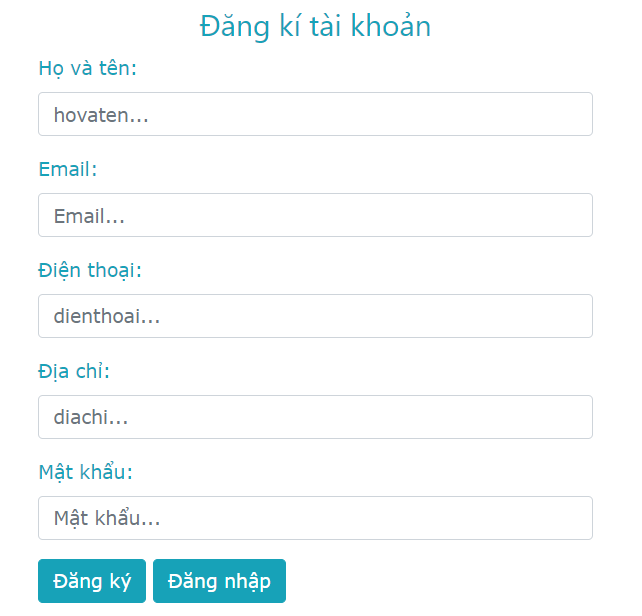 Đăng kí tài khoản
Họ và tên:
hovaten...
Email:
Email...
Điện thoại:
dienthoai...
Địa chỉ:
diachi...
Mật khẩu:
Mật khẩu...
Đăng ký Đăng nhập